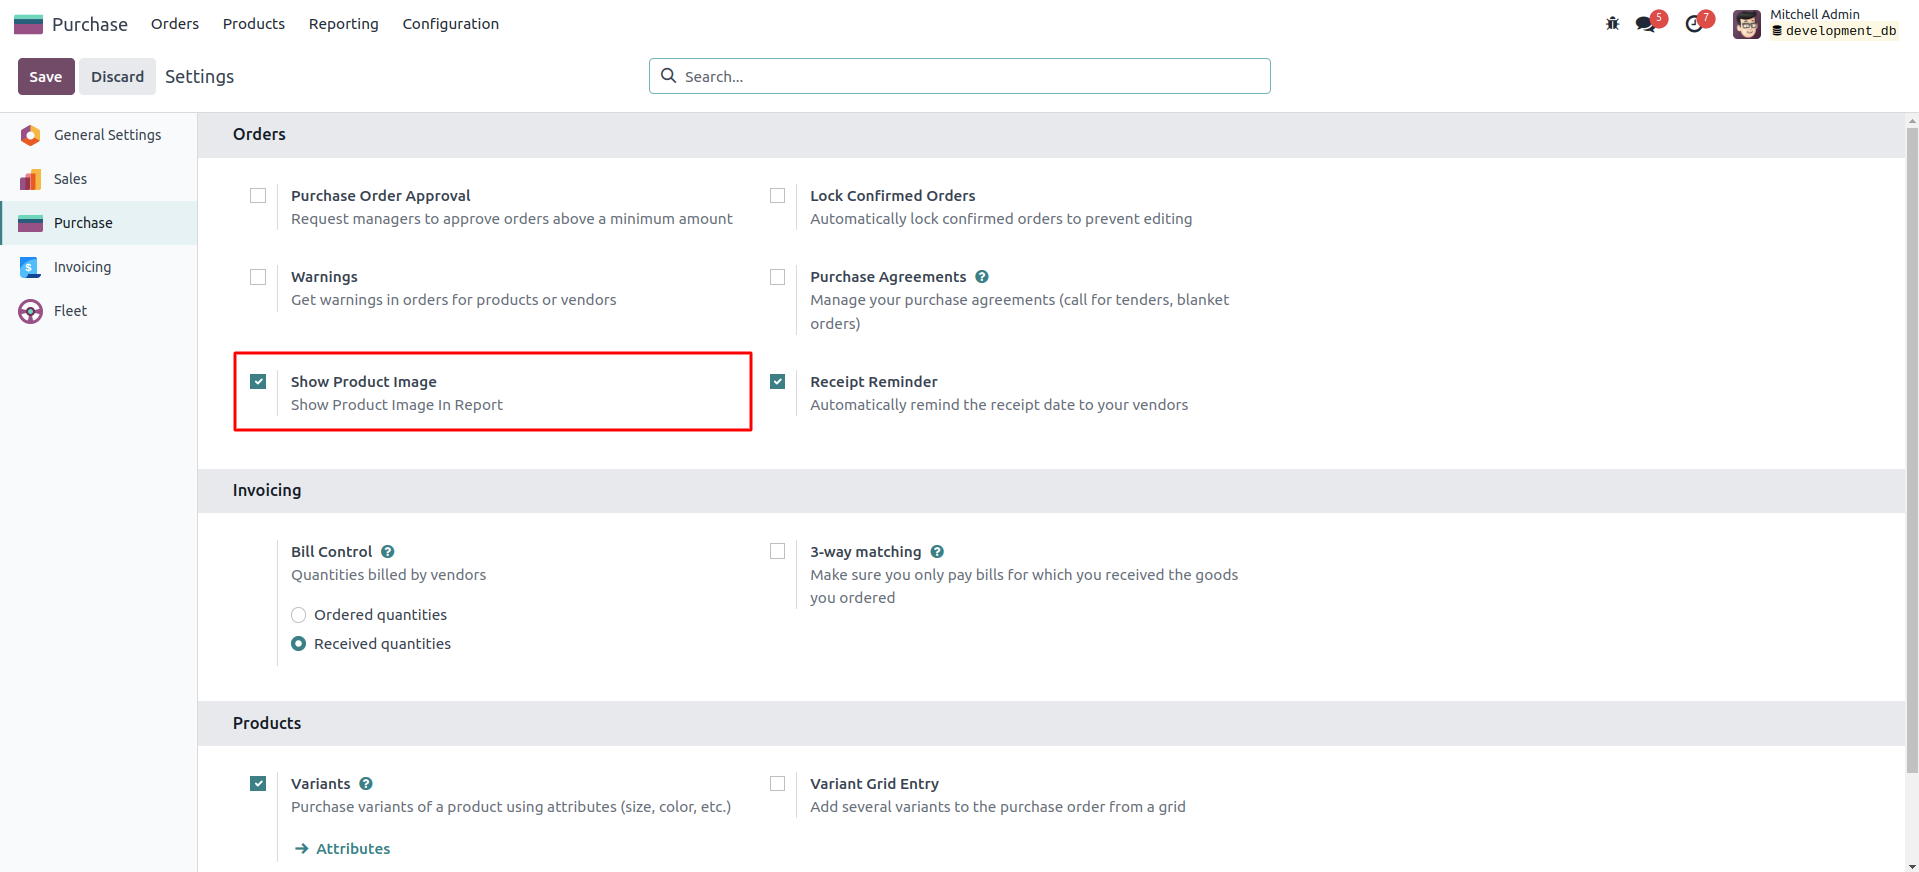 Purchase Orders Products Reporting Configuration
5
7
Mitchell Admin
development_db
Save Discard Settings
Search...
General Settings
Sales
Purchase
Invoicing
Fleet
Orders
Purchase Order Approval
Request managers to approve orders above a minimum amount
Lock Confirmed Orders
Automatically lock confirmed orders to prevent editing
Warnings
Get warnings in orders for products or vendors
Purchase Agreements ?
Manage your purchase agreements (call for tenders, blanket
orders)
Show Product Image
Show Product Image In Report
Receipt Reminder
Automatically remind the receipt date to your vendors
Invoicing
Bill Control ?
Quantities billed by vendors
Ordered quantities
Received quantities
3-way matching ?
Make sure you only pay bills for which you received the goods
you ordered
Products
Variants ?
Purchase variants of a product using attributes (size, color, etc.)
Attributes
Variant Grid Entry
Add several variants to the purchase order from a grid